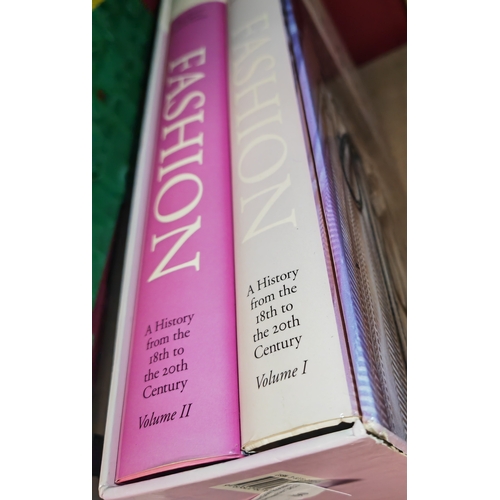 FASHION
A History
from the
18th to
the 20th
Century
Volume II
FASHION
A History
from the
18th to
the 20th
Century
Volume I